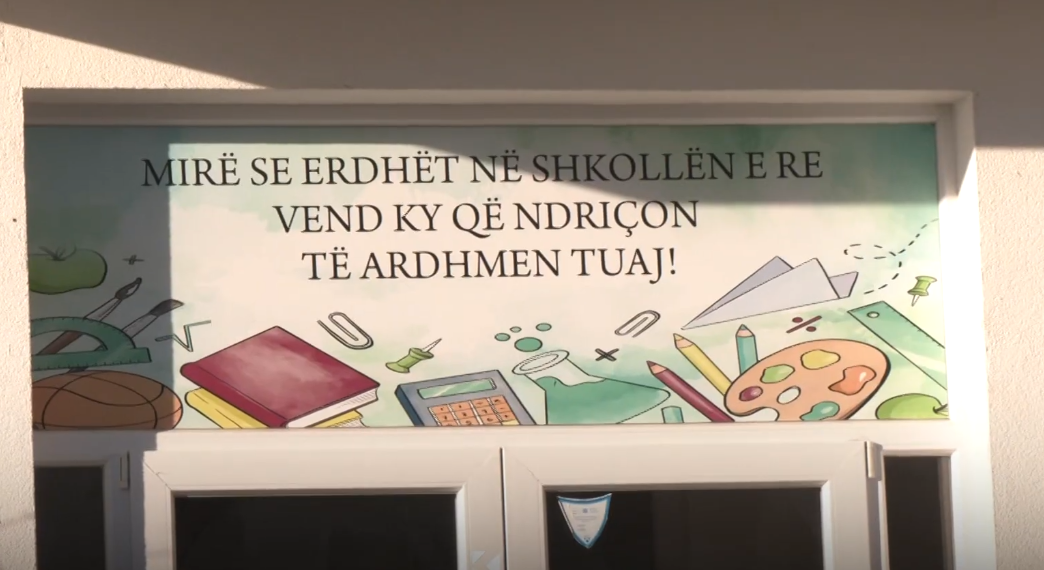 MIRË SE ERDHËT NË SHKOLLËN E RE
VEND KY QË NDRIÇON
TË ARDHMEN TUAJ!